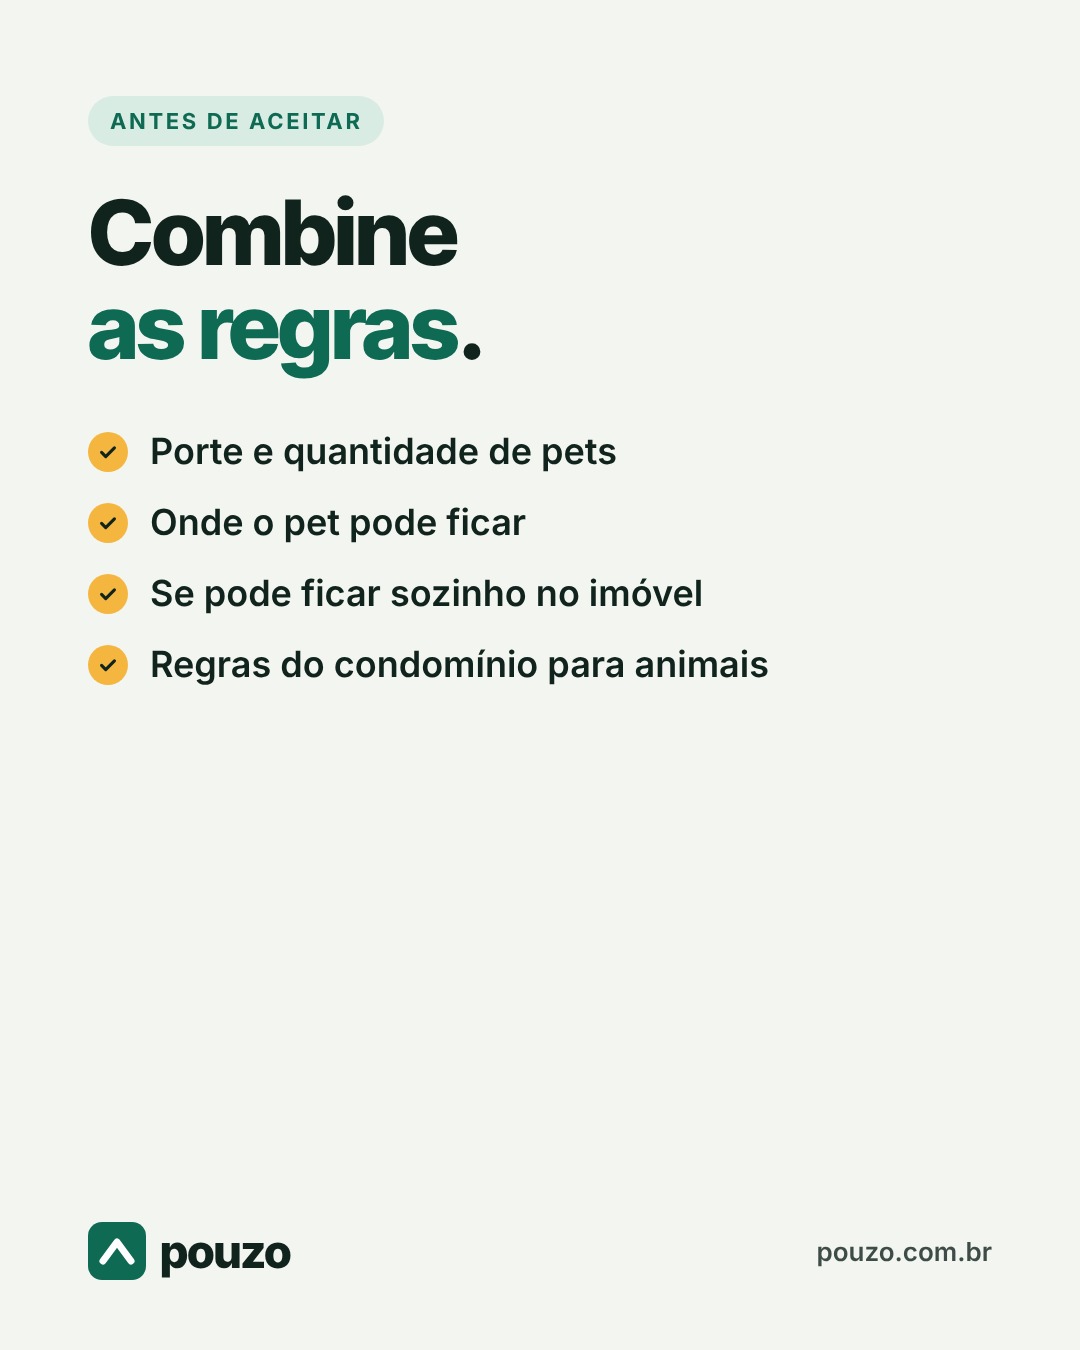 ANTES DE ACEITAR
Combine
as regras.
Porte e quantidade de pets
Onde o pet pode ficar
Se pode ficar sozinho no imóvel
Regras do condomínio para animais
pouzo
pouzo.com.br